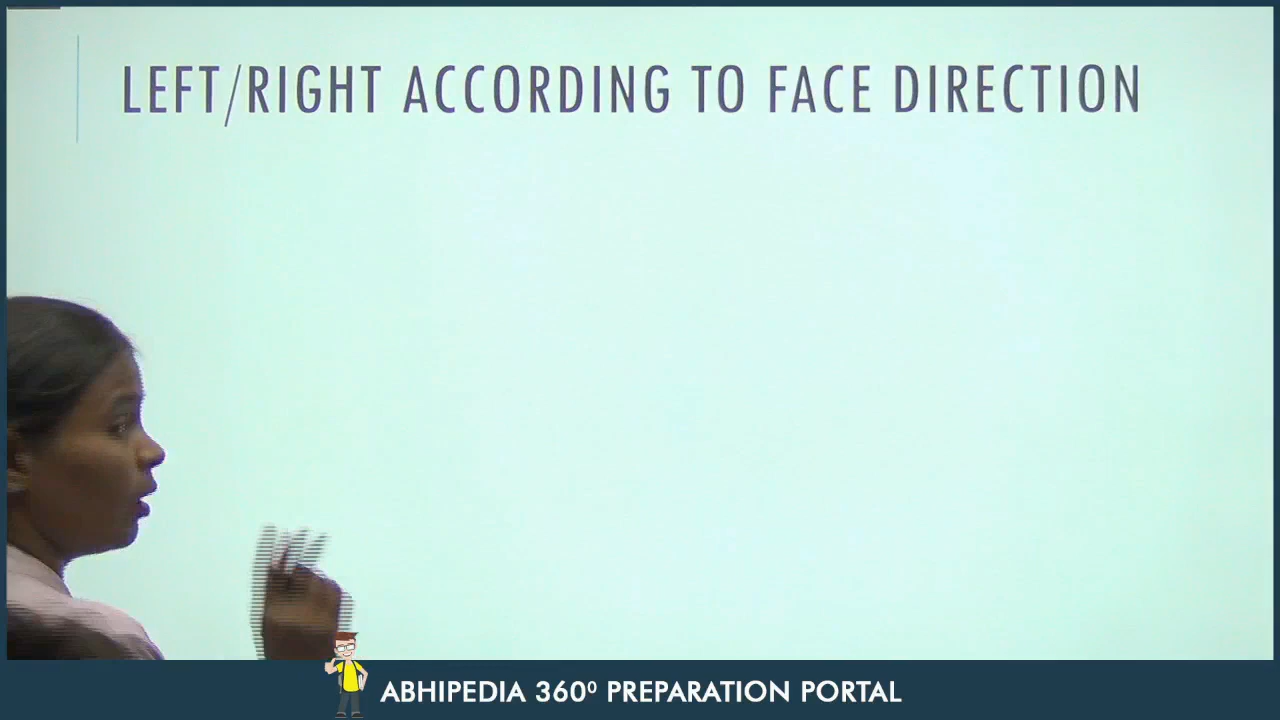 LEFT/RIGHT ACCORDING TO FACE DIRECTION
ABHIPEDIA 360⁰ PREPARATION PORTAL